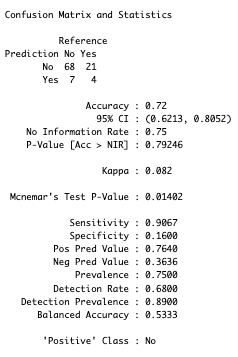 Confusion Matrix and Statistics
Reference
Prediction No Yes
No 68 21
Yes 7 4
Accuracy : 0.72
95% CI : (0.6213, 0.8052)
No Information Rate : 0.75
P-Value [Acc > NIR] : 0.79246
Kappa : 0.082
Mcnemar's Test P-Value : 0.01402
Sensitivity : 0.9067
Specificity : 0.1600
Pos Pred Value : 0.7640
Neg Pred Value : 0.3636
Prevalence : 0.7500
Detection Rate : 0.6800
Detection Prevalence : 0.8900
Balanced Accuracy : 0.5333
'Positive' Class : No